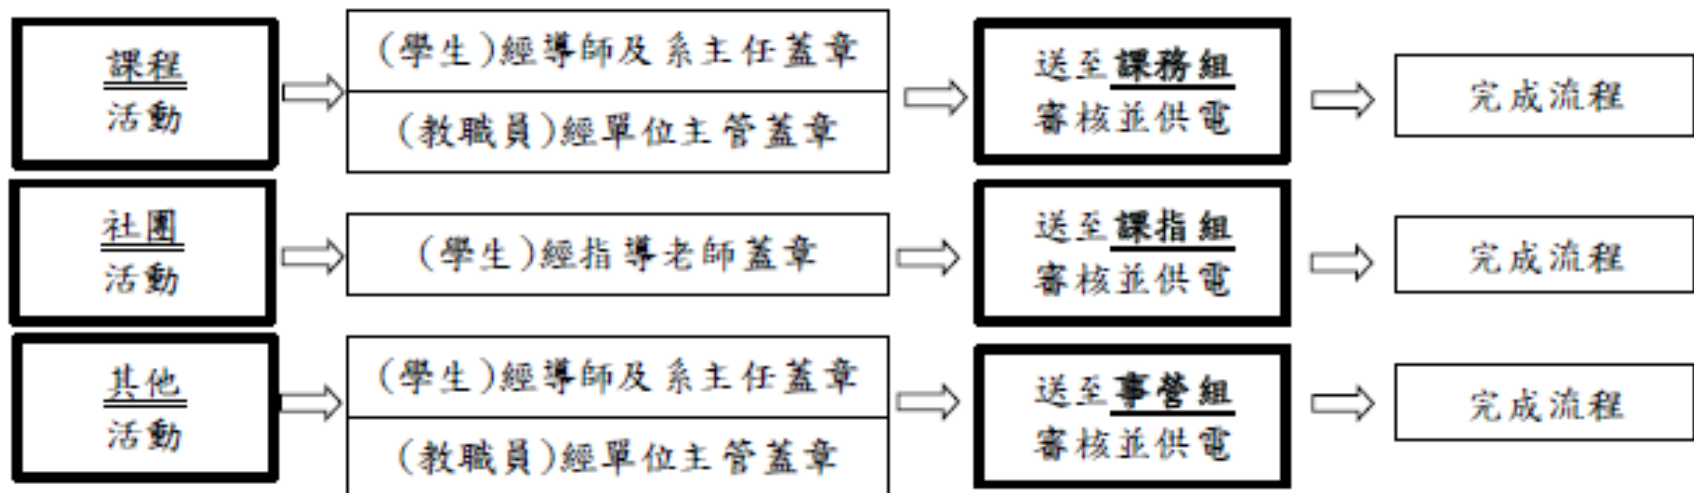 課程
活動
(學生)經導師及系主任蓋章
(教職員)經單位主管蓋章
送至課務組
審核並供電
完成流程
社團
活動
(學生)經指導老師蓋章
送至課指組
審核並供電
完成流程
其他
活動
(學生)經導師及系主任蓋章
(教職員)經單位主管蓋章
送至事營組
審核並供電
完成流程